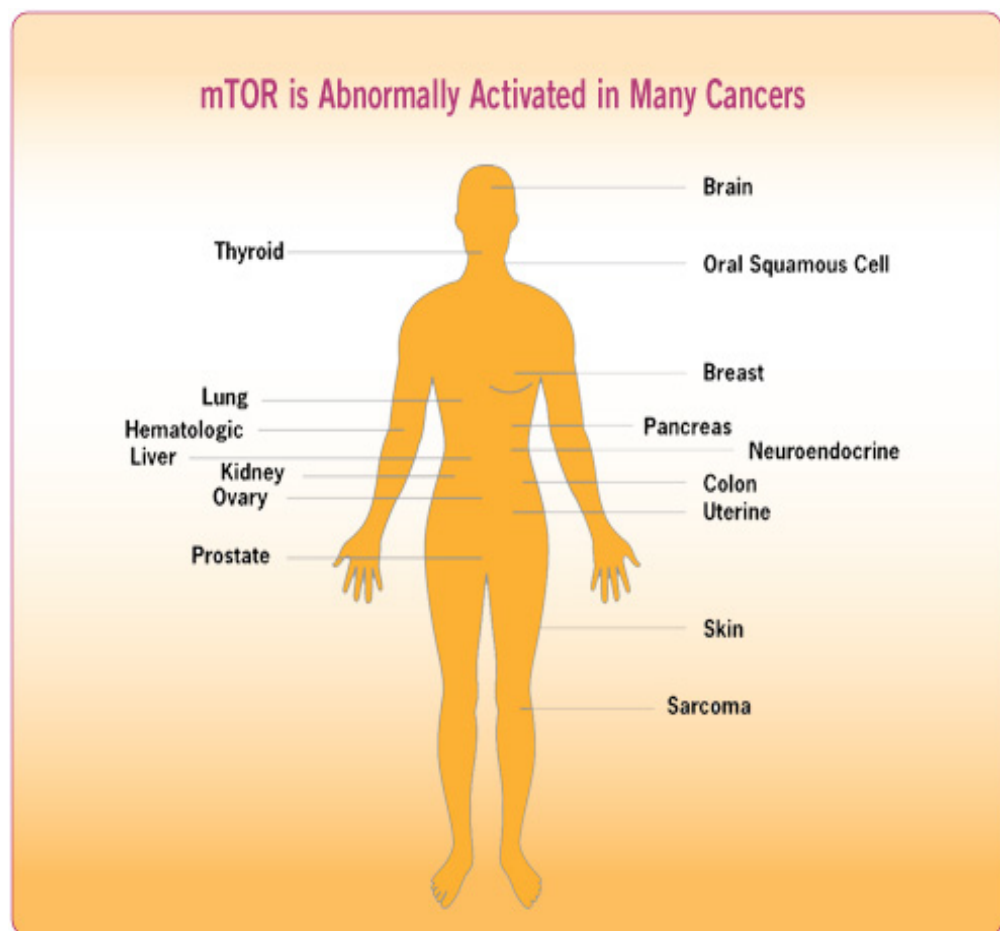 mTOR is Abnormally Activated in Many Cancers
Brain
Thyroid
Oral Squamous Cell
Breast
Lung
Pancreas
Hematologic
Neuroendocrine
Liver
Kidney
Colon
Ovary
Uterine
Prostate
Skin
Sarcoma